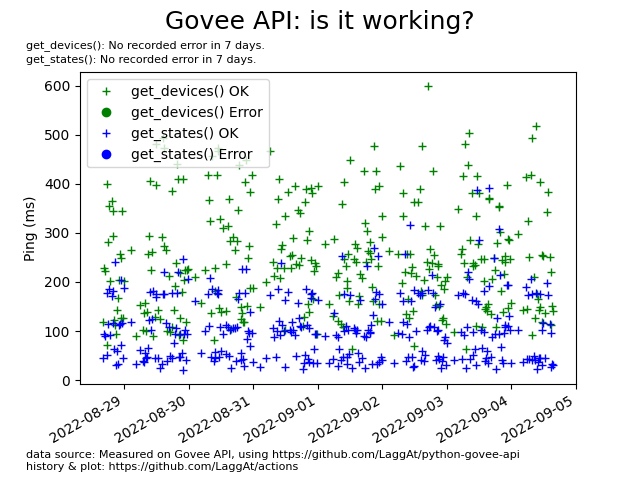 Govee API: is it working?
get_devices(): No recorded error in 7 days.
get_states(): No recorded error in 7 days.
get_devices() OK
get_devices() Error
get_states() OK
get_states() Error
Ping (ms)
600
500
400
300
200
100
0
2022-08-29
2022-08-30
2022-08-31
2022-09-01
2022-09-02
2022-09-03
2022-09-04
2022-09-05
data source: Measured on Govee API, using https://github.com/LaggAt/python-govee-api
history & plot: https://github.com/LaggAt/actions